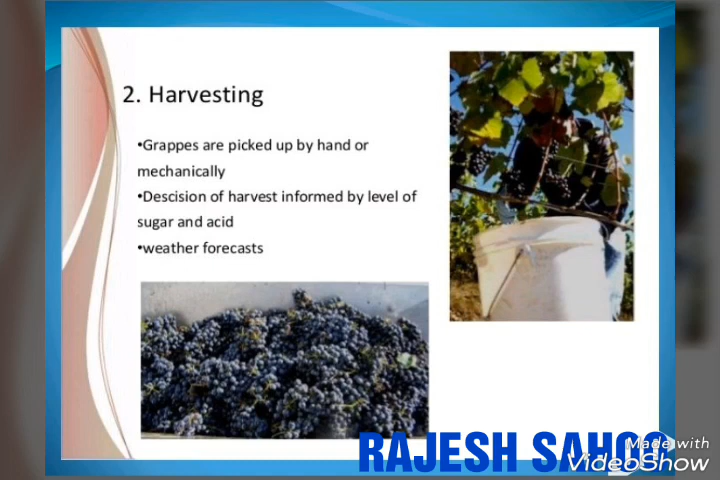 2. Harvesting
•Grappes are picked up by hand or
mechanically
•Descision of harvest informed by level of
sugar and acid
•weather forecasts
RAJESH SAHOO
Made with
VideoShow